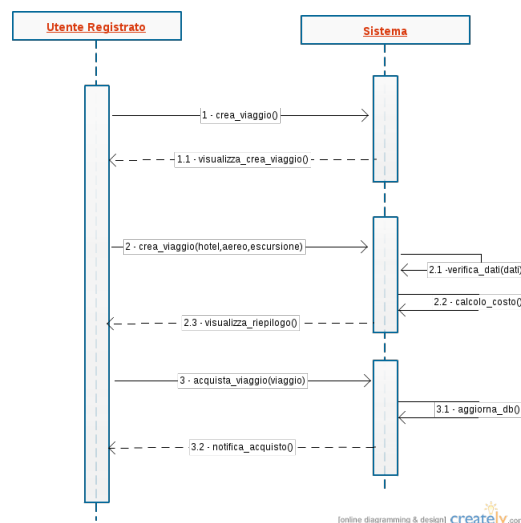 Utente Registrato
Sistema
1 - crea_viaggio()
1.1 - visualizza_crea_viaggio()
2 - crea_viaggio(hotel,aereo,escursione)
2.1 -verifica_dati(dati)
2.2 - calcolo_costo()
2.3 - visualizza_riepilogo()
3 - acquista_viaggio(viaggio)
3.1 - aggiorna_db()
3.2 - notifica_acquisto()
[online diagramming & design] creately.com